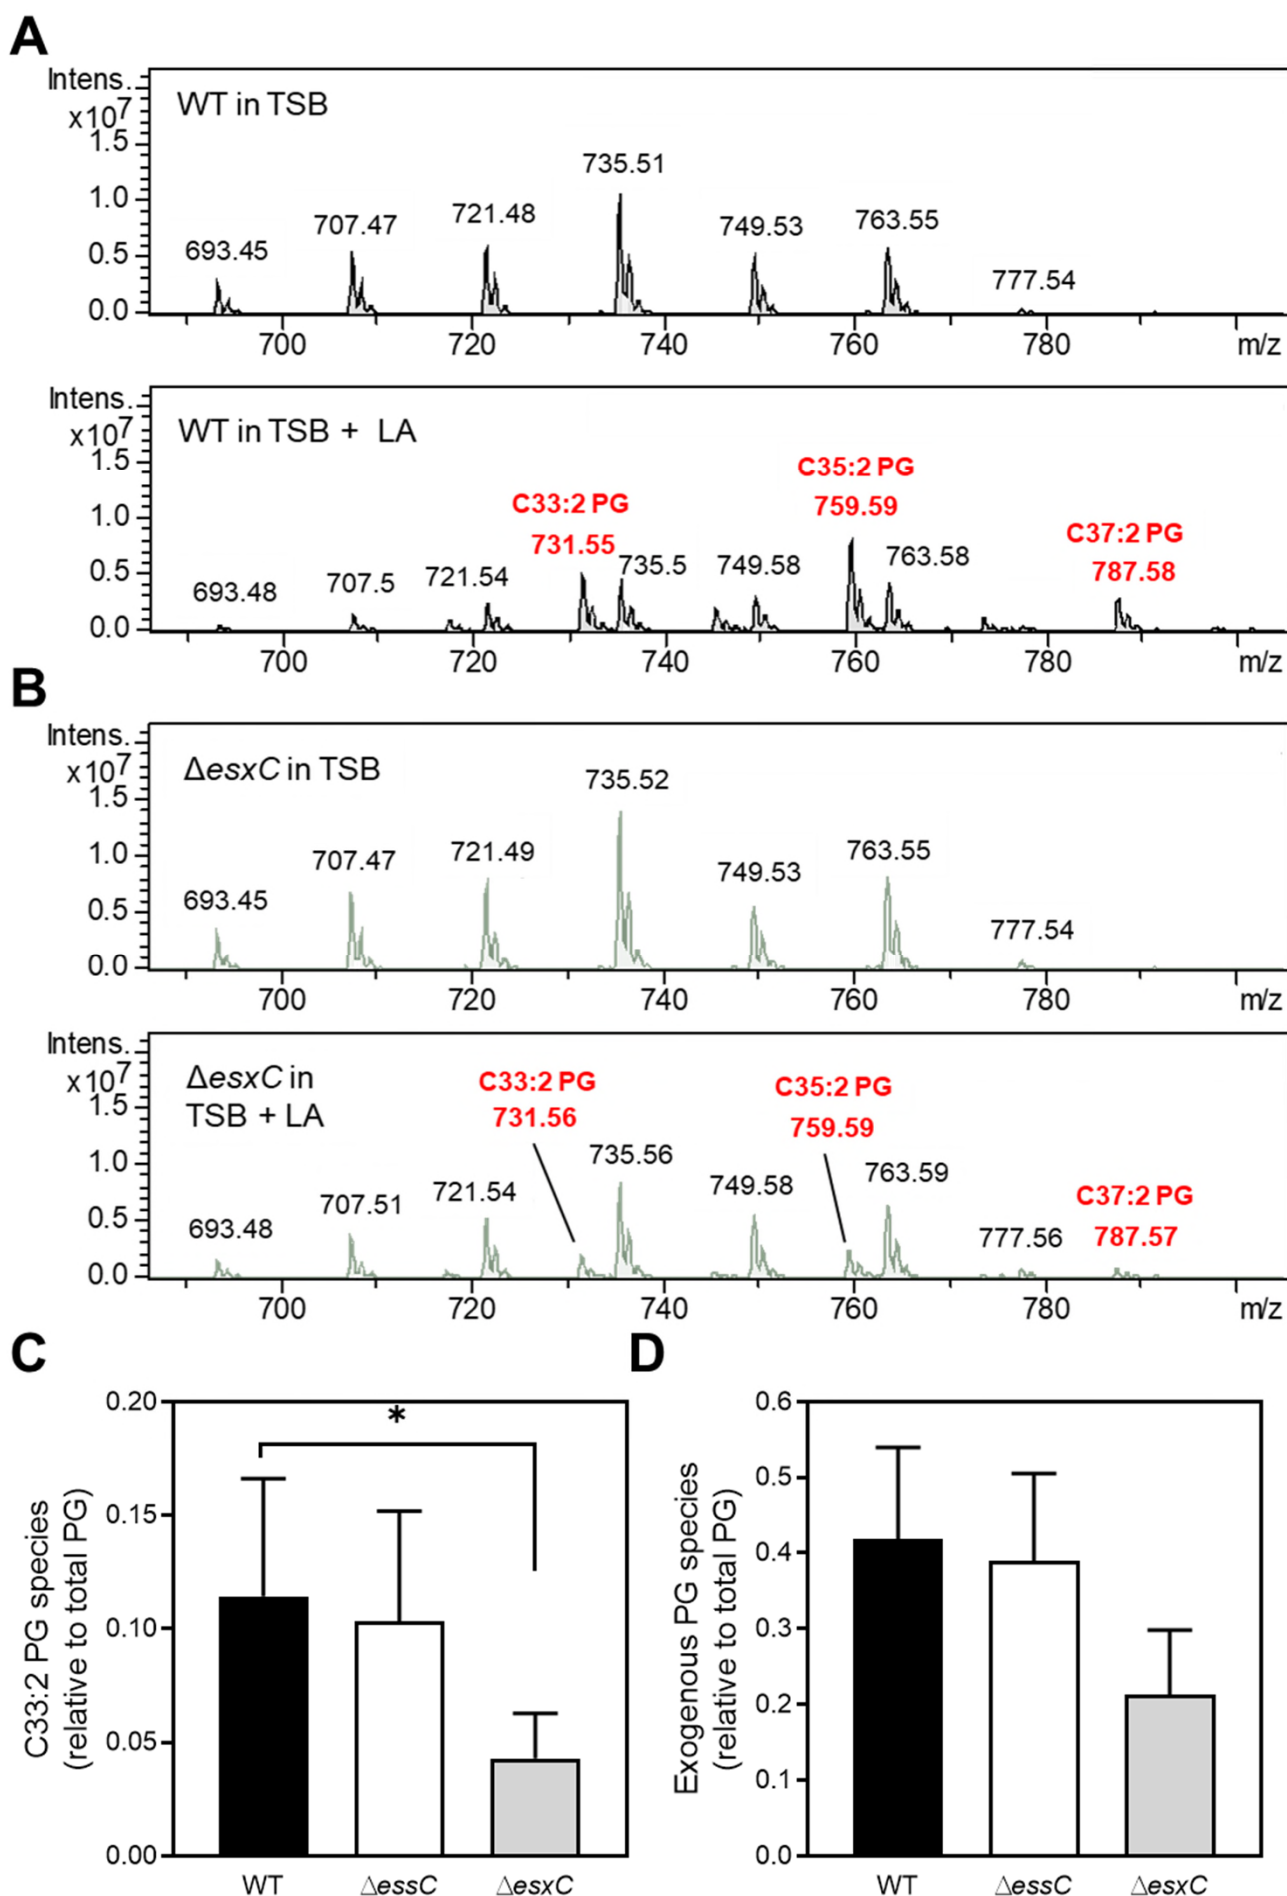 A
Intens.
x10⁷
WT in TSB
1.5
1.0
0.5
0.0
693.45
707.47
721.48
735.51
749.53
763.55
777.54
700
720
740
760
780
m/z
Intens.
x10⁷
WT in TSB + LA
1.5
1.0
0.5
0.0
693.48
707.5
721.54
C33:2 PG
731.55
735.5
749.58
C35:2 PG
759.59
763.58
C37:2 PG
787.58
700
720
740
760
780
m/z
B
Intens.
x10⁷
ΔesxC in TSB
1.5
1.0
0.5
0.0
693.45
707.47
721.49
735.52
749.53
763.55
777.54
700
720
740
760
780
m/z
Intens.
x10⁷
ΔesxC in
TSB + LA
1.5
1.0
0.5
0.0
693.48
707.51
721.54
C33:2 PG
731.56
735.56
749.58
C35:2 PG
759.59
763.59
777.56
C37:2 PG
787.57
700
720
740
760
780
m/z
C
C33:2 PG species
(relative to total PG)
0.20
0.15
0.10
0.05
0.00
*
WT
ΔessC
ΔesxC
D
Exogenous PG species
(relative to total PG)
0.6
0.5
0.4
0.3
0.2
0.1
0.0
WT
ΔessC
ΔesxC